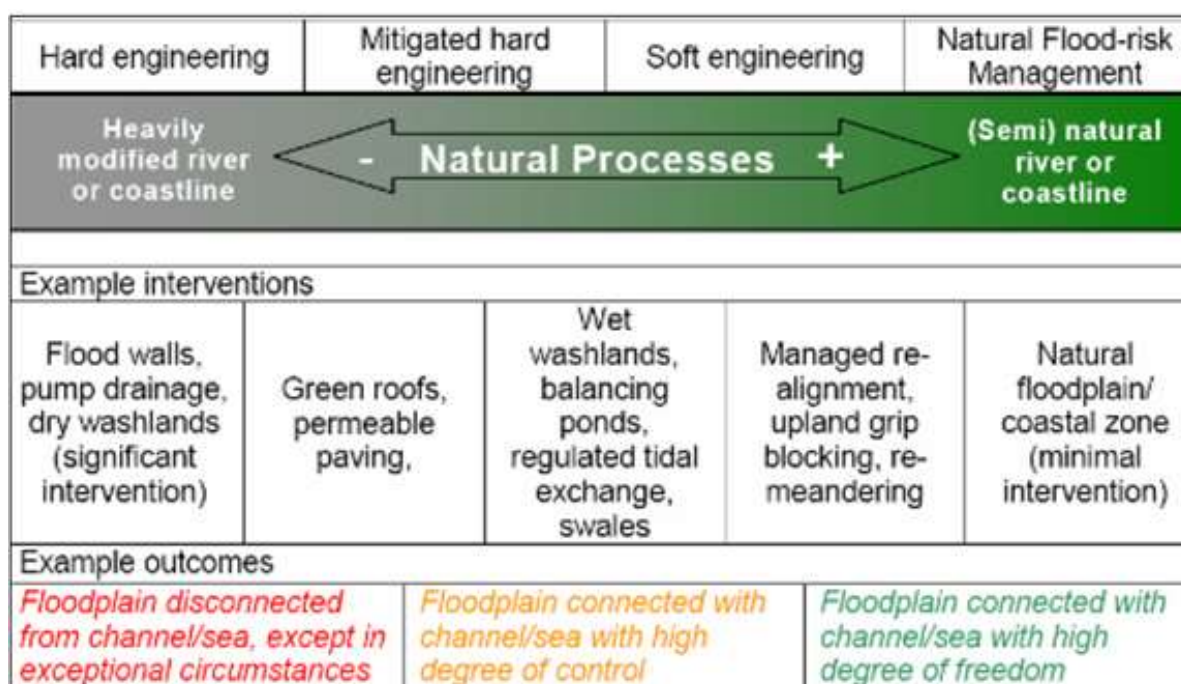 Hard engineering
Mitigated hard
engineering
Soft engineering
Natural Flood-risk
Management
Heavily
modified river
or coastline
- Natural Processes +
(Semi) natural
river or
coastline
Example interventions
Flood walls,
pump drainage,
dry washlands
(significant
intervention)
Green roofs,
permeable
paving,
Wet
washlands,
balancing
ponds,
regulated tidal
exchange,
swales
Managed re-
alignment,
upland grip
blocking, re-
meandering
Natural
floodplain/
coastal zone
(minimal
intervention)
Example outcomes
Floodplain disconnected
from channel/sea, except in
exceptional circumstances
Floodplain connected with
channel/sea with high
degree of control
Floodplain connected with
channel/sea with high
degree of freedom